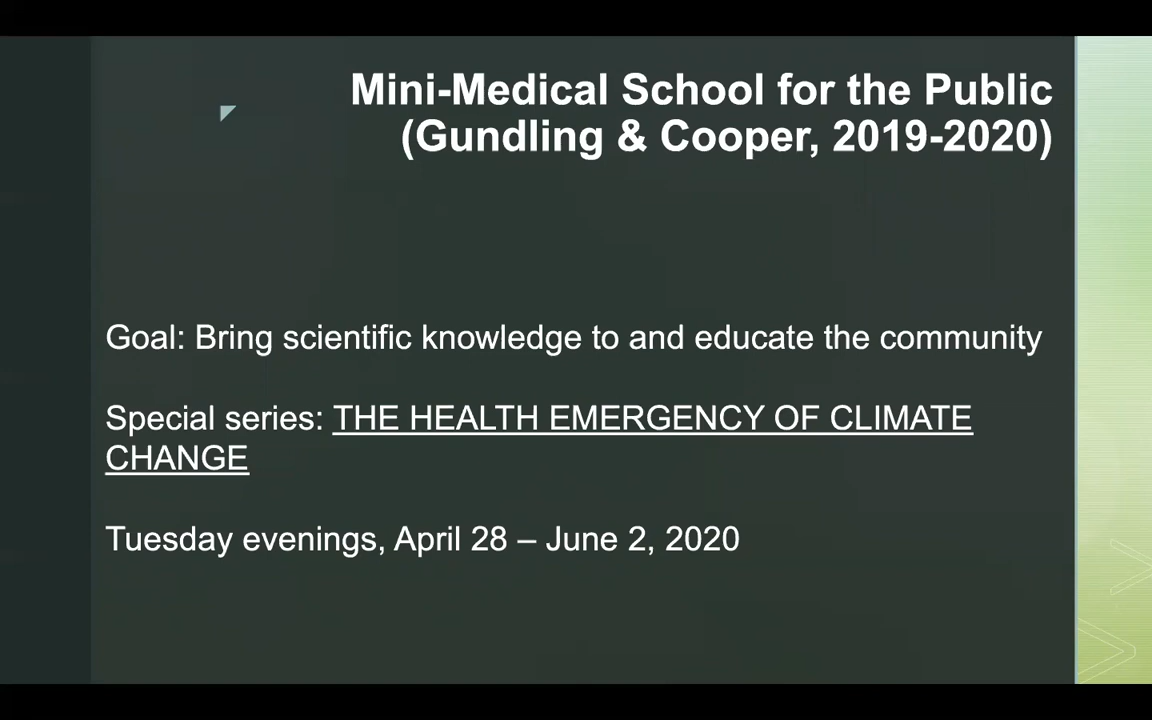 Mini-Medical School for the Public
(Gundling & Cooper, 2019-2020)
Goal: Bring scientific knowledge to and educate the community
Special series: THE HEALTH EMERGENCY OF CLIMATE
CHANGE
Tuesday evenings, April 28 – June 2, 2020